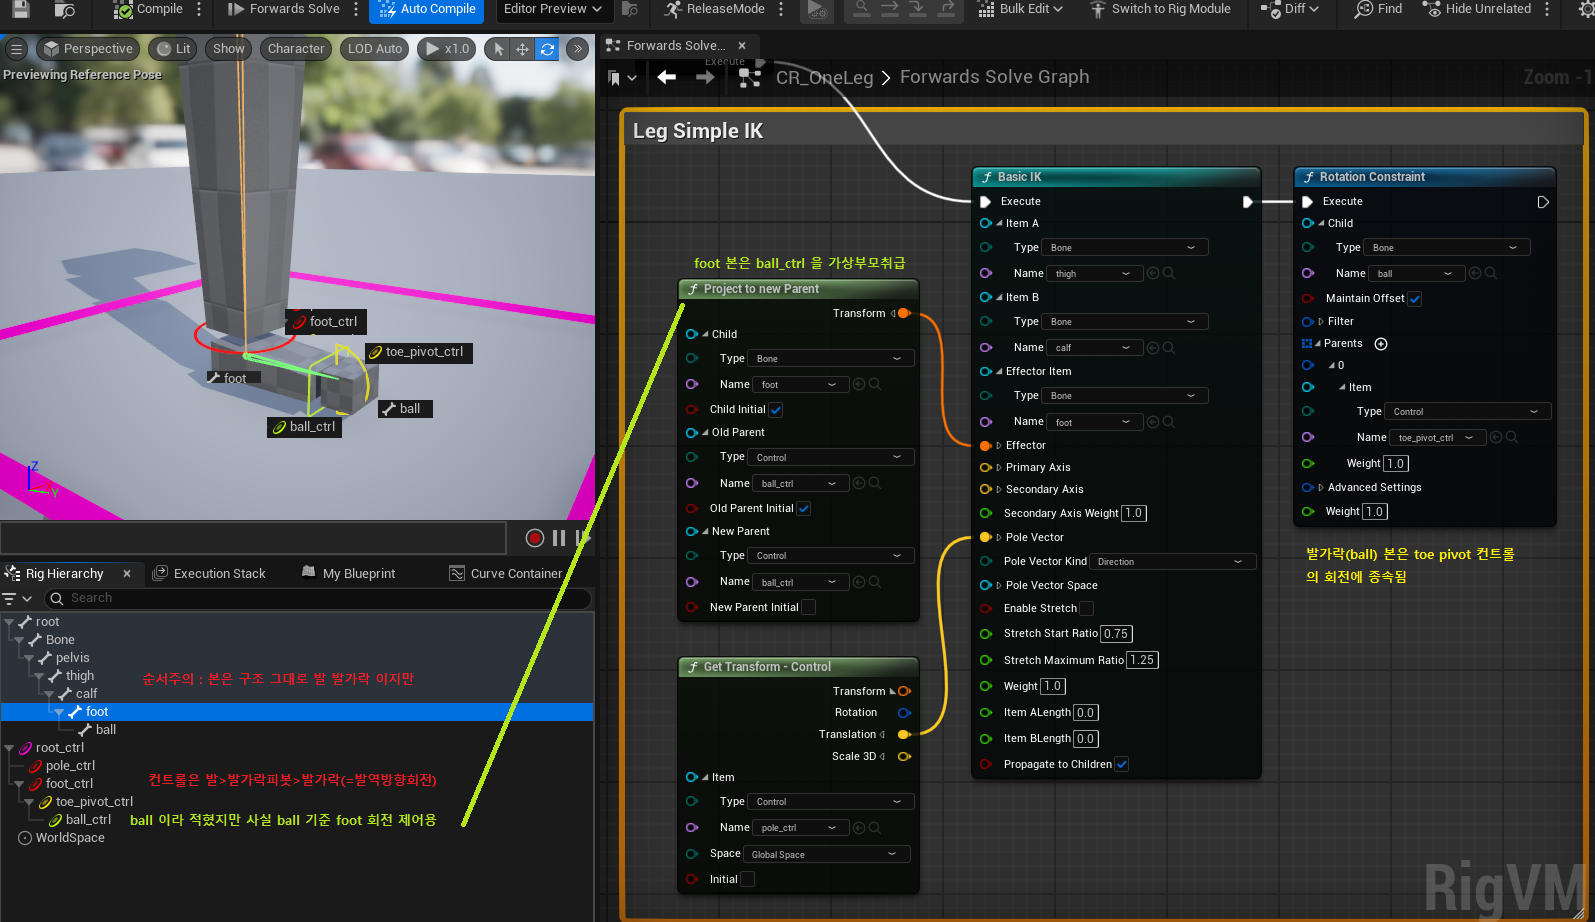 Compile
Forwards Solve
Auto Compile
Editor Preview
ReleaseMode
Bulk Edit
Switch to Rig Module
Diff
Find
Hide Unrelated
Perspective
Lit
Show
Character
LOD Auto
x1.0
Previewing Reference Pose
foot_ctrl
toe_pivot_ctrl
foot
ball
ball_ctrl
Z
Y
Rig Hierarchy
Execution Stack
My Blueprint
Curve Container
Search
root
Bone
pelvis
thigh
순서주의 : 본은 구조 그대로 발 발가락 이지만
calf
foot
ball
root_ctrl
pole_ctrl
foot_ctrl
컨트롤은 발>발가락피봇>발가락(=발역방향회전)
toe_pivot_ctrl
ball_ctrl
ball 이라 적혔지만 사실 ball 기준 foot 회전 제어용
WorldSpace
Forwards Solve...
Execute
CR_OneLeg > Forwards Solve Graph
Zoom -1
Leg Simple IK
foot 본은 ball_ctrl 을 가상부모취급
Project to new Parent
Transform
Child
Type Bone
Name foot
Child Initial
Old Parent
Type Control
Name ball_ctrl
Old Parent Initial
New Parent
Type Control
Name ball_ctrl
New Parent Initial
Get Transform - Control
Transform
Rotation
Translation
Scale 3D
Item
Type Control
Name pole_ctrl
Space Global Space
Initial
Basic IK
Execute
Item A
Type Bone
Name thigh
Item B
Type Bone
Name calf
Effector Item
Type Bone
Name foot
Effector
Primary Axis
Secondary Axis
Secondary Axis Weight 1.0
Pole Vector
Pole Vector Kind Direction
Pole Vector Space
Enable Stretch
Stretch Start Ratio 0.75
Stretch Maximum Ratio 1.25
Weight 1.0
Item ALength 0.0
Item BLength 0.0
Propagate to Children
Rotation Constraint
Execute
Child
Type Bone
Name ball
Maintain Offset
Filter
Parents
0
Item
Type Control
Name toe_pivot_ctrl
Weight 1.0
Advanced Settings
Weight 1.0
발가락(ball) 본은 toe pivot 컨트롤
의 회전에 종속됨
RigVM